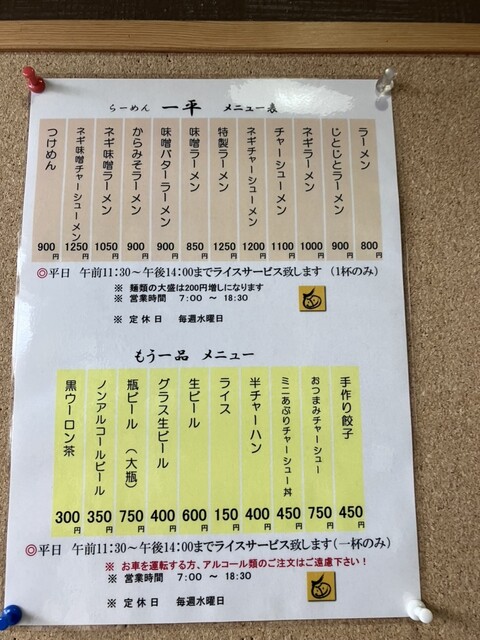 らーめん 一平 メニュー表
ラーメン 800円
じとじとラーメン 900円
ネギラーメン 1000円
チャーシューメン 1100円
ネギチャーシューメン 1200円
特製ラーメン 1250円
味噌ラーメン 850円
味噌バターラーメン 900円
からみそラーメン 900円
ネギ味噌ラーメン 1050円
ネギ味噌チャーシューメン 1250円
つけめん 900円
◎平日 午前11:30～午後14:00までライスサービス致します (1杯のみ)
※ 麺類の大盛は200円増しになります
※ 営業時間 7:00 ～ 18:30
※ 定休日 毎週水曜日
もう一品 メニュー
手作り餃子 450円
おつまみチャーシュー 750円
ミニあぶりチャーシュー丼 450円
半チャーハン 400円
ライス 150円
生ビール 600円
グラス生ビール 400円
瓶ビール (大瓶) 750円
ノンアルコールビール 350円
黒ウーロン茶 300円
◎平日 午前11:30～午後14:00までライスサービス致します(一杯のみ)
※ お車を運転する方、アルコール類のご注文はご遠慮下さい!
※ 営業時間 7:00 ～ 18:30
※ 定休日 毎週水曜日